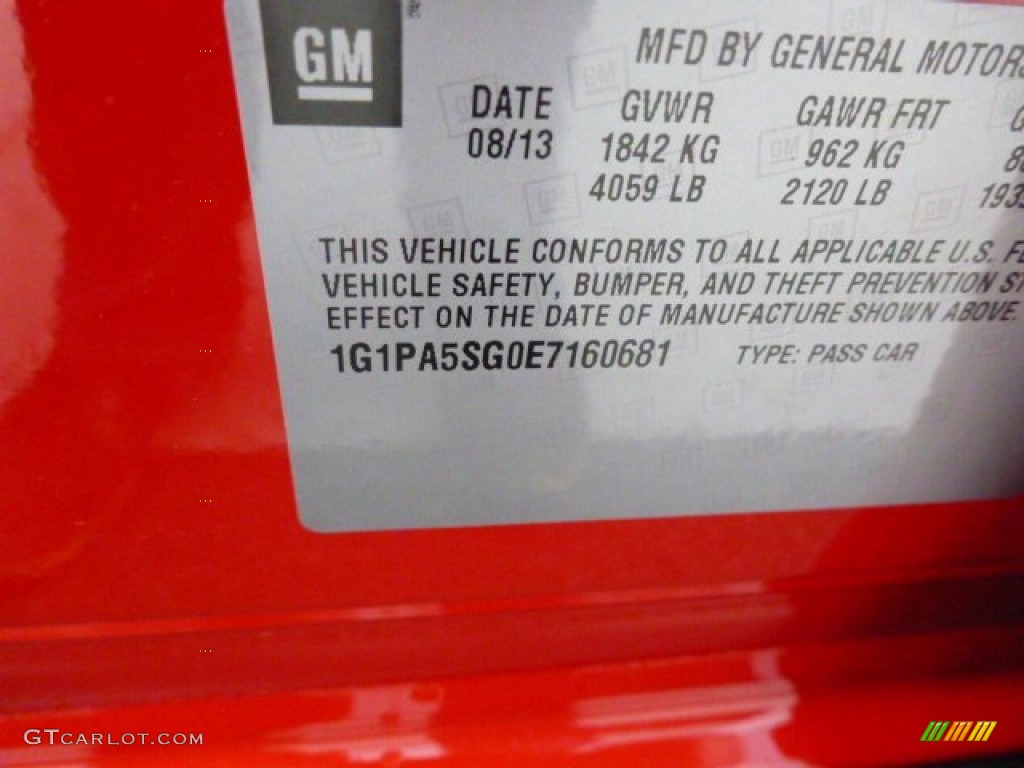 GM
MFD BY GENERAL MOTORS
DATE GVWR GAWR FRT
08/13 1842 KG 962 KG
4059 LB 2120 LB
THIS VEHICLE CONFORMS TO ALL APPLICABLE U.S.
VEHICLE SAFETY, BUMPER, AND THEFT PREVENTION
EFFECT ON THE DATE OF MANUFACTURE SHOWN ABOVE.
1G1PA5SG0E7160681 TYPE: PASS CAR
GTCARLOT.COM